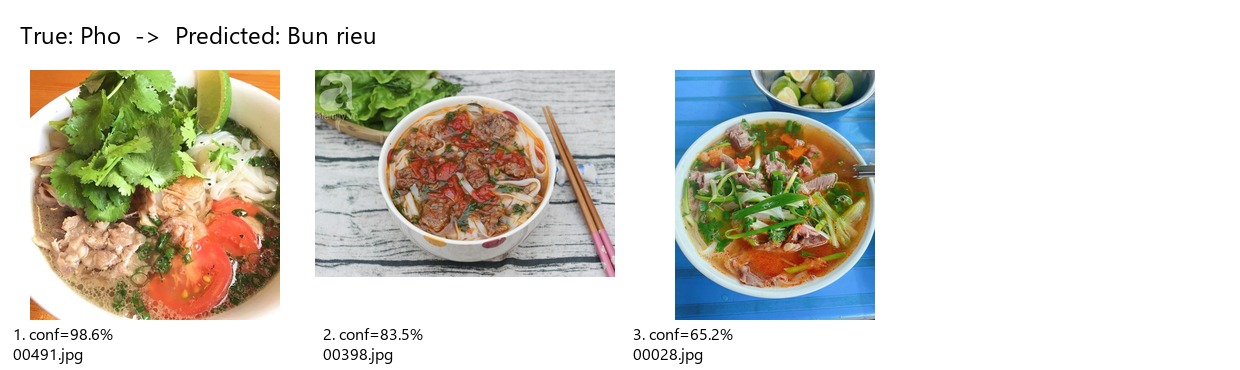 True: Pho -> Predicted: Bun rieu
a
1. conf=98.6%
00491.jpg
2. conf=83.5%
00398.jpg
3. conf=65.2%
00028.jpg